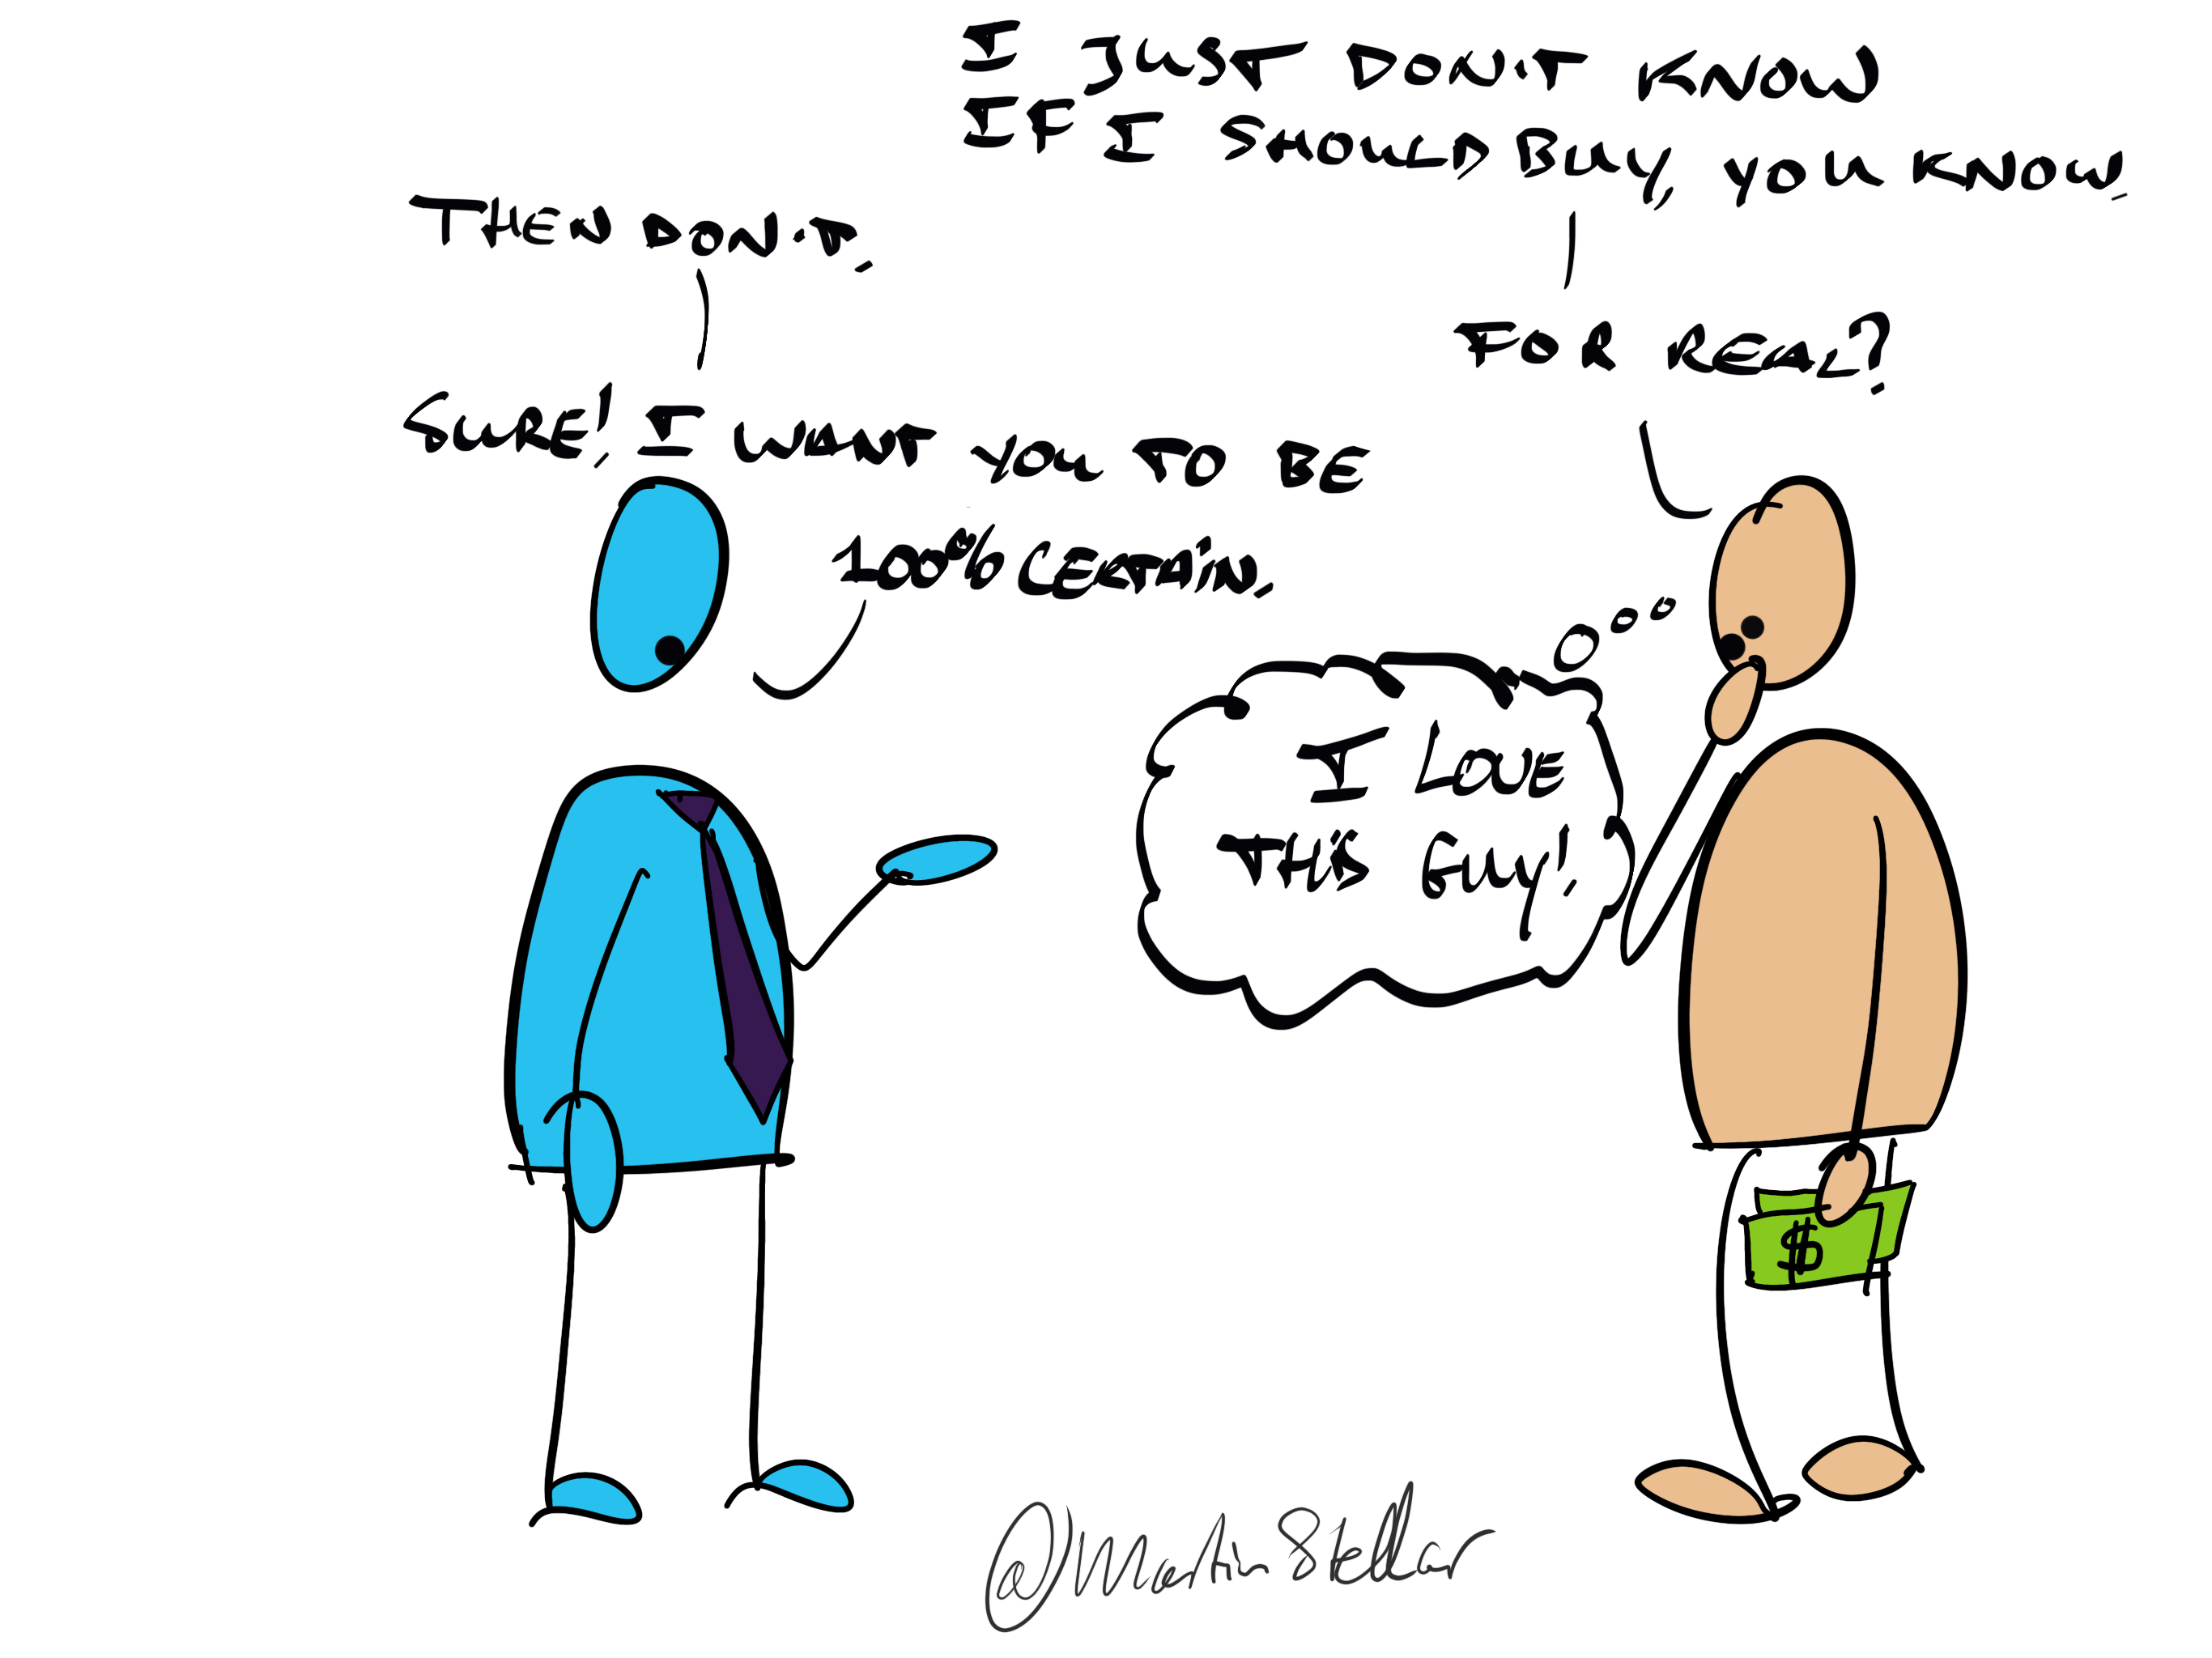 I JUST DON'T KNOW
IF I SHOULD BUY, YOU KNOW.
THEN DON'T.
FOR REAL?
SURE! I WANT YOU TO BE
100% CERTAIN.
I LOVE
THIS GUY!
$
@MartinStellar